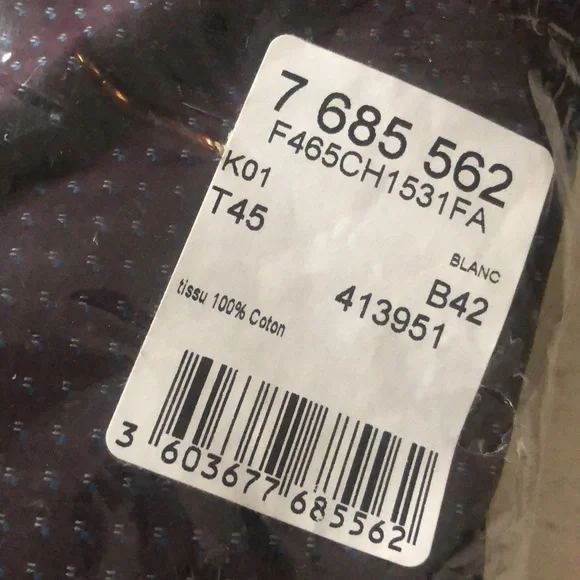 7 685 562
F465CH1531FA
K01
T45
BLANC
B42
413951
tissu 100% Coton
3 603677 685562